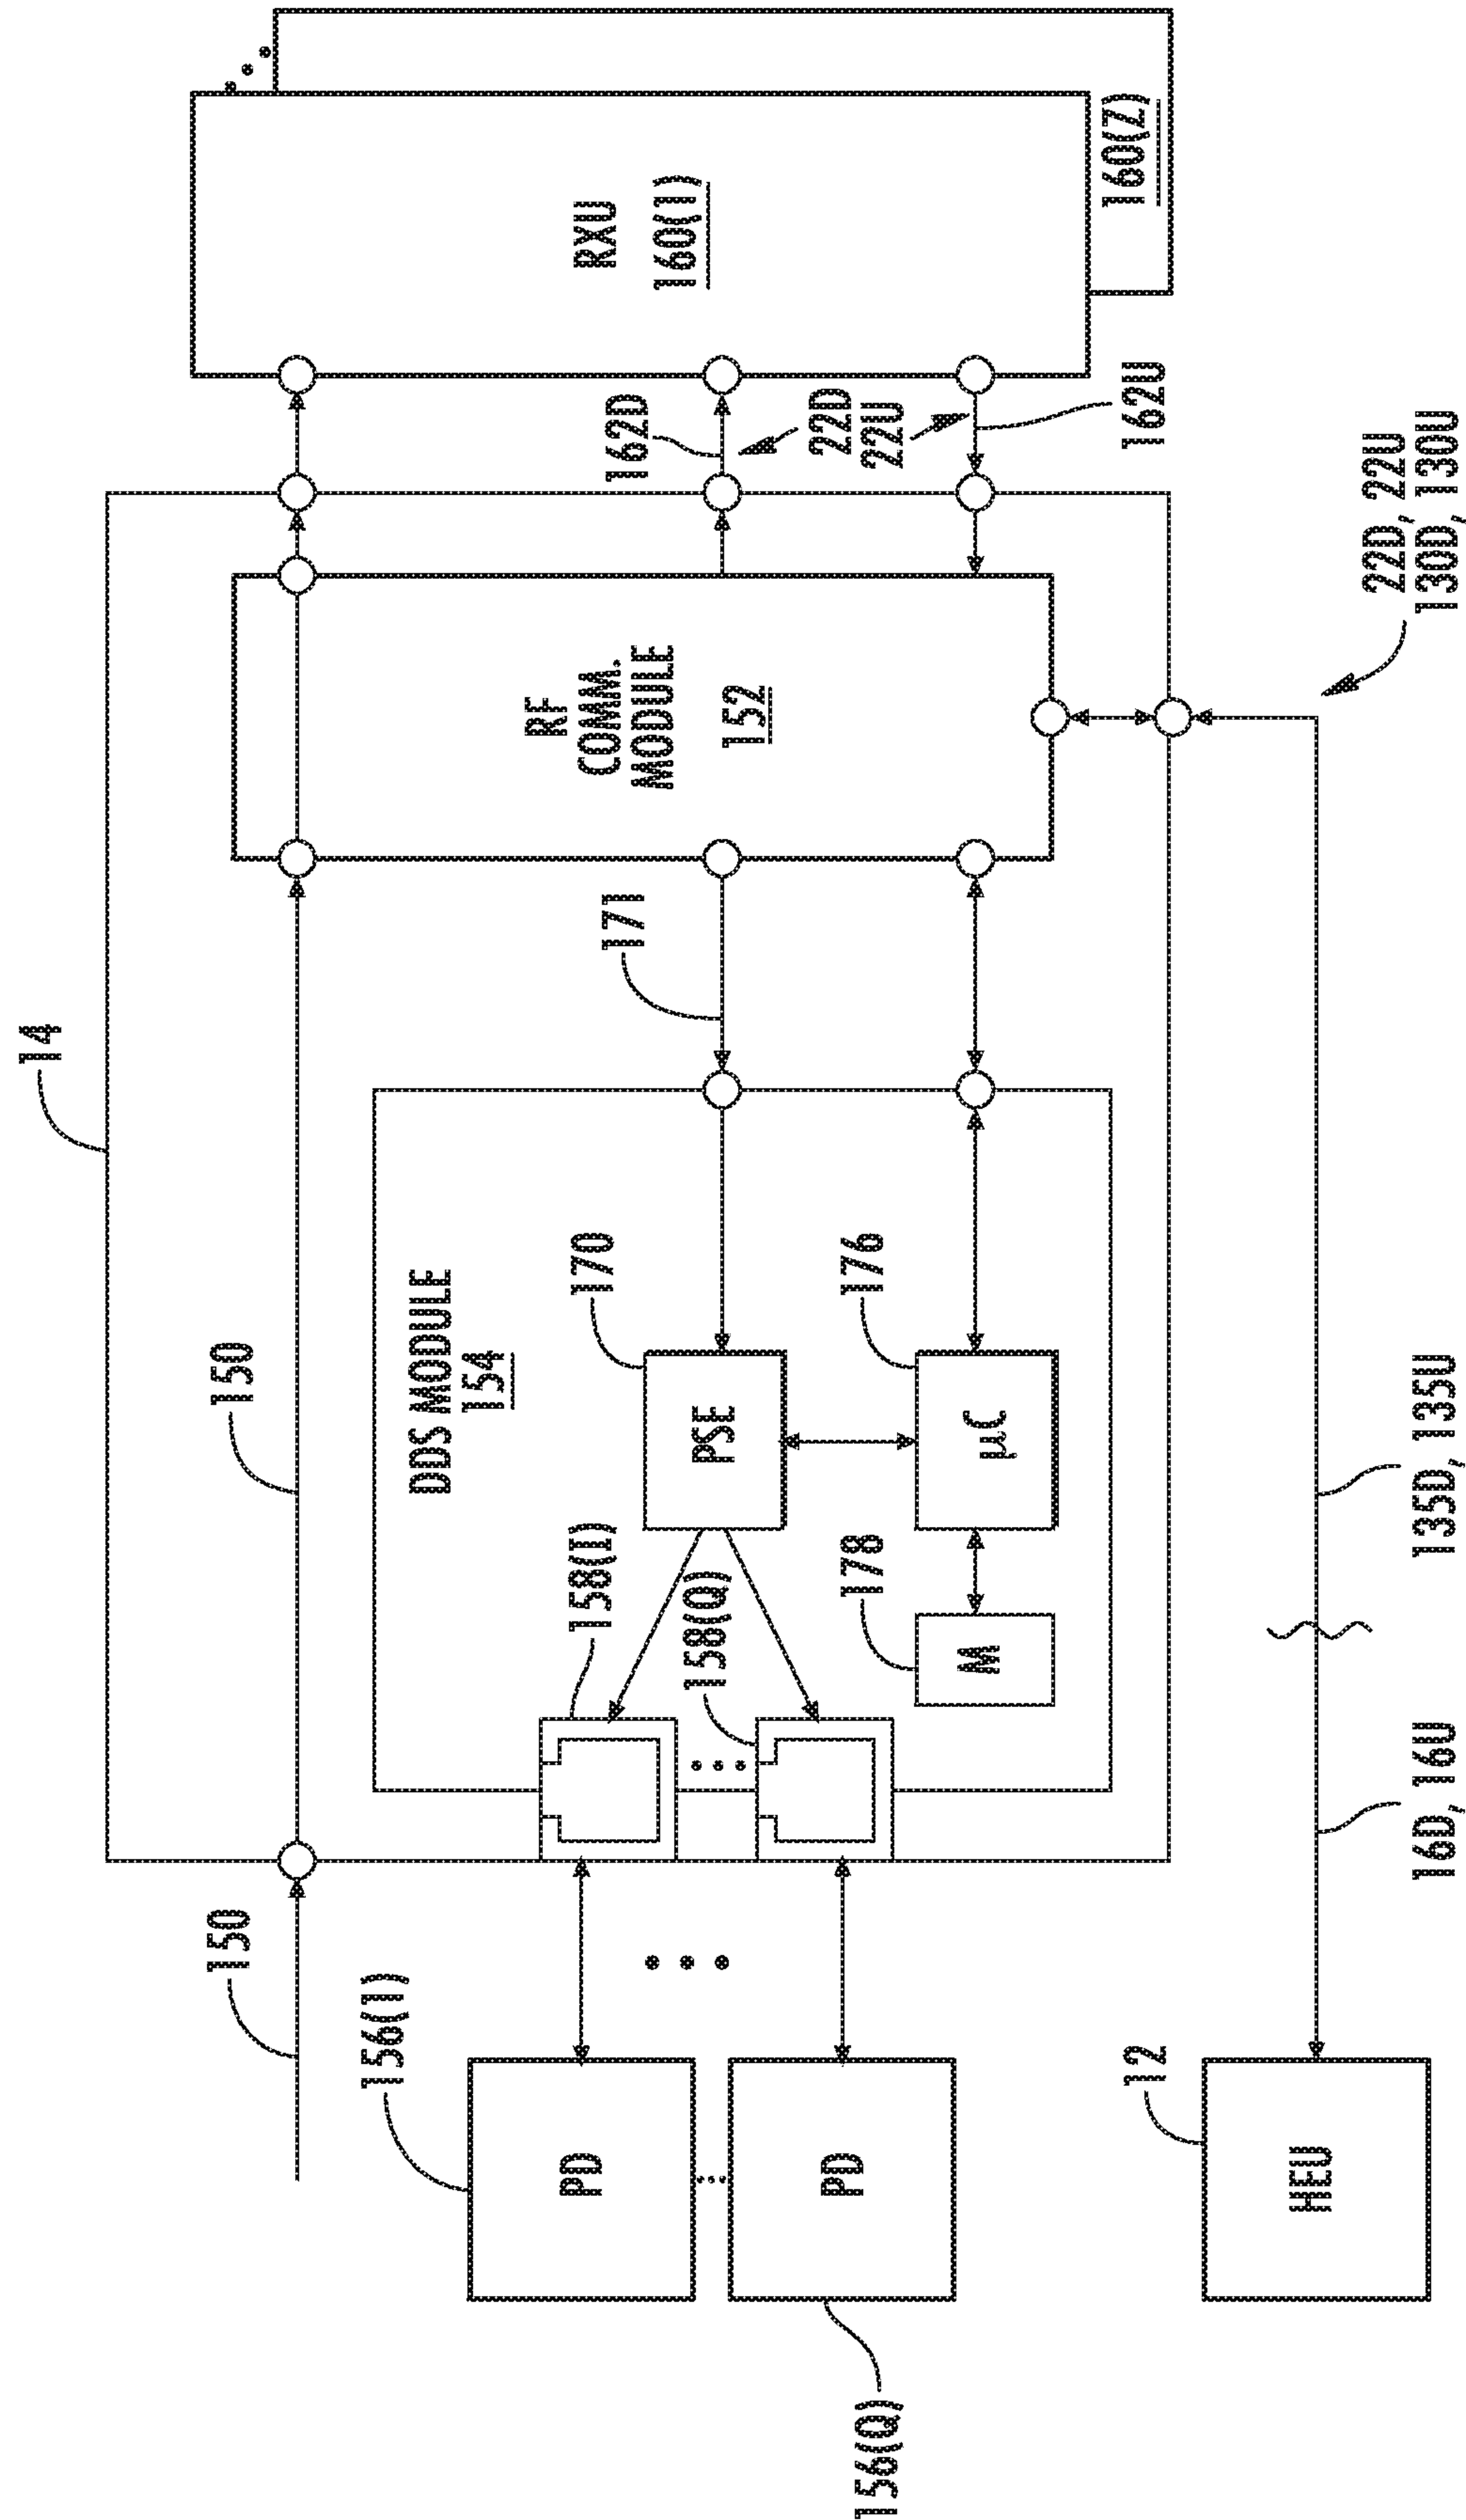 14
150
150
DDS MODULE
154
158(1)
158(Q)
170
PSE
176
μC
178
M
171
RF
COMM.
MODULE
152
RXU
160(1)
160(Z)
162D
22D
22U
162U
22D, 22U
130D, 130U
156(1)
PD
PD
156(Q)
12
HEU
16D, 16U
135D, 135U